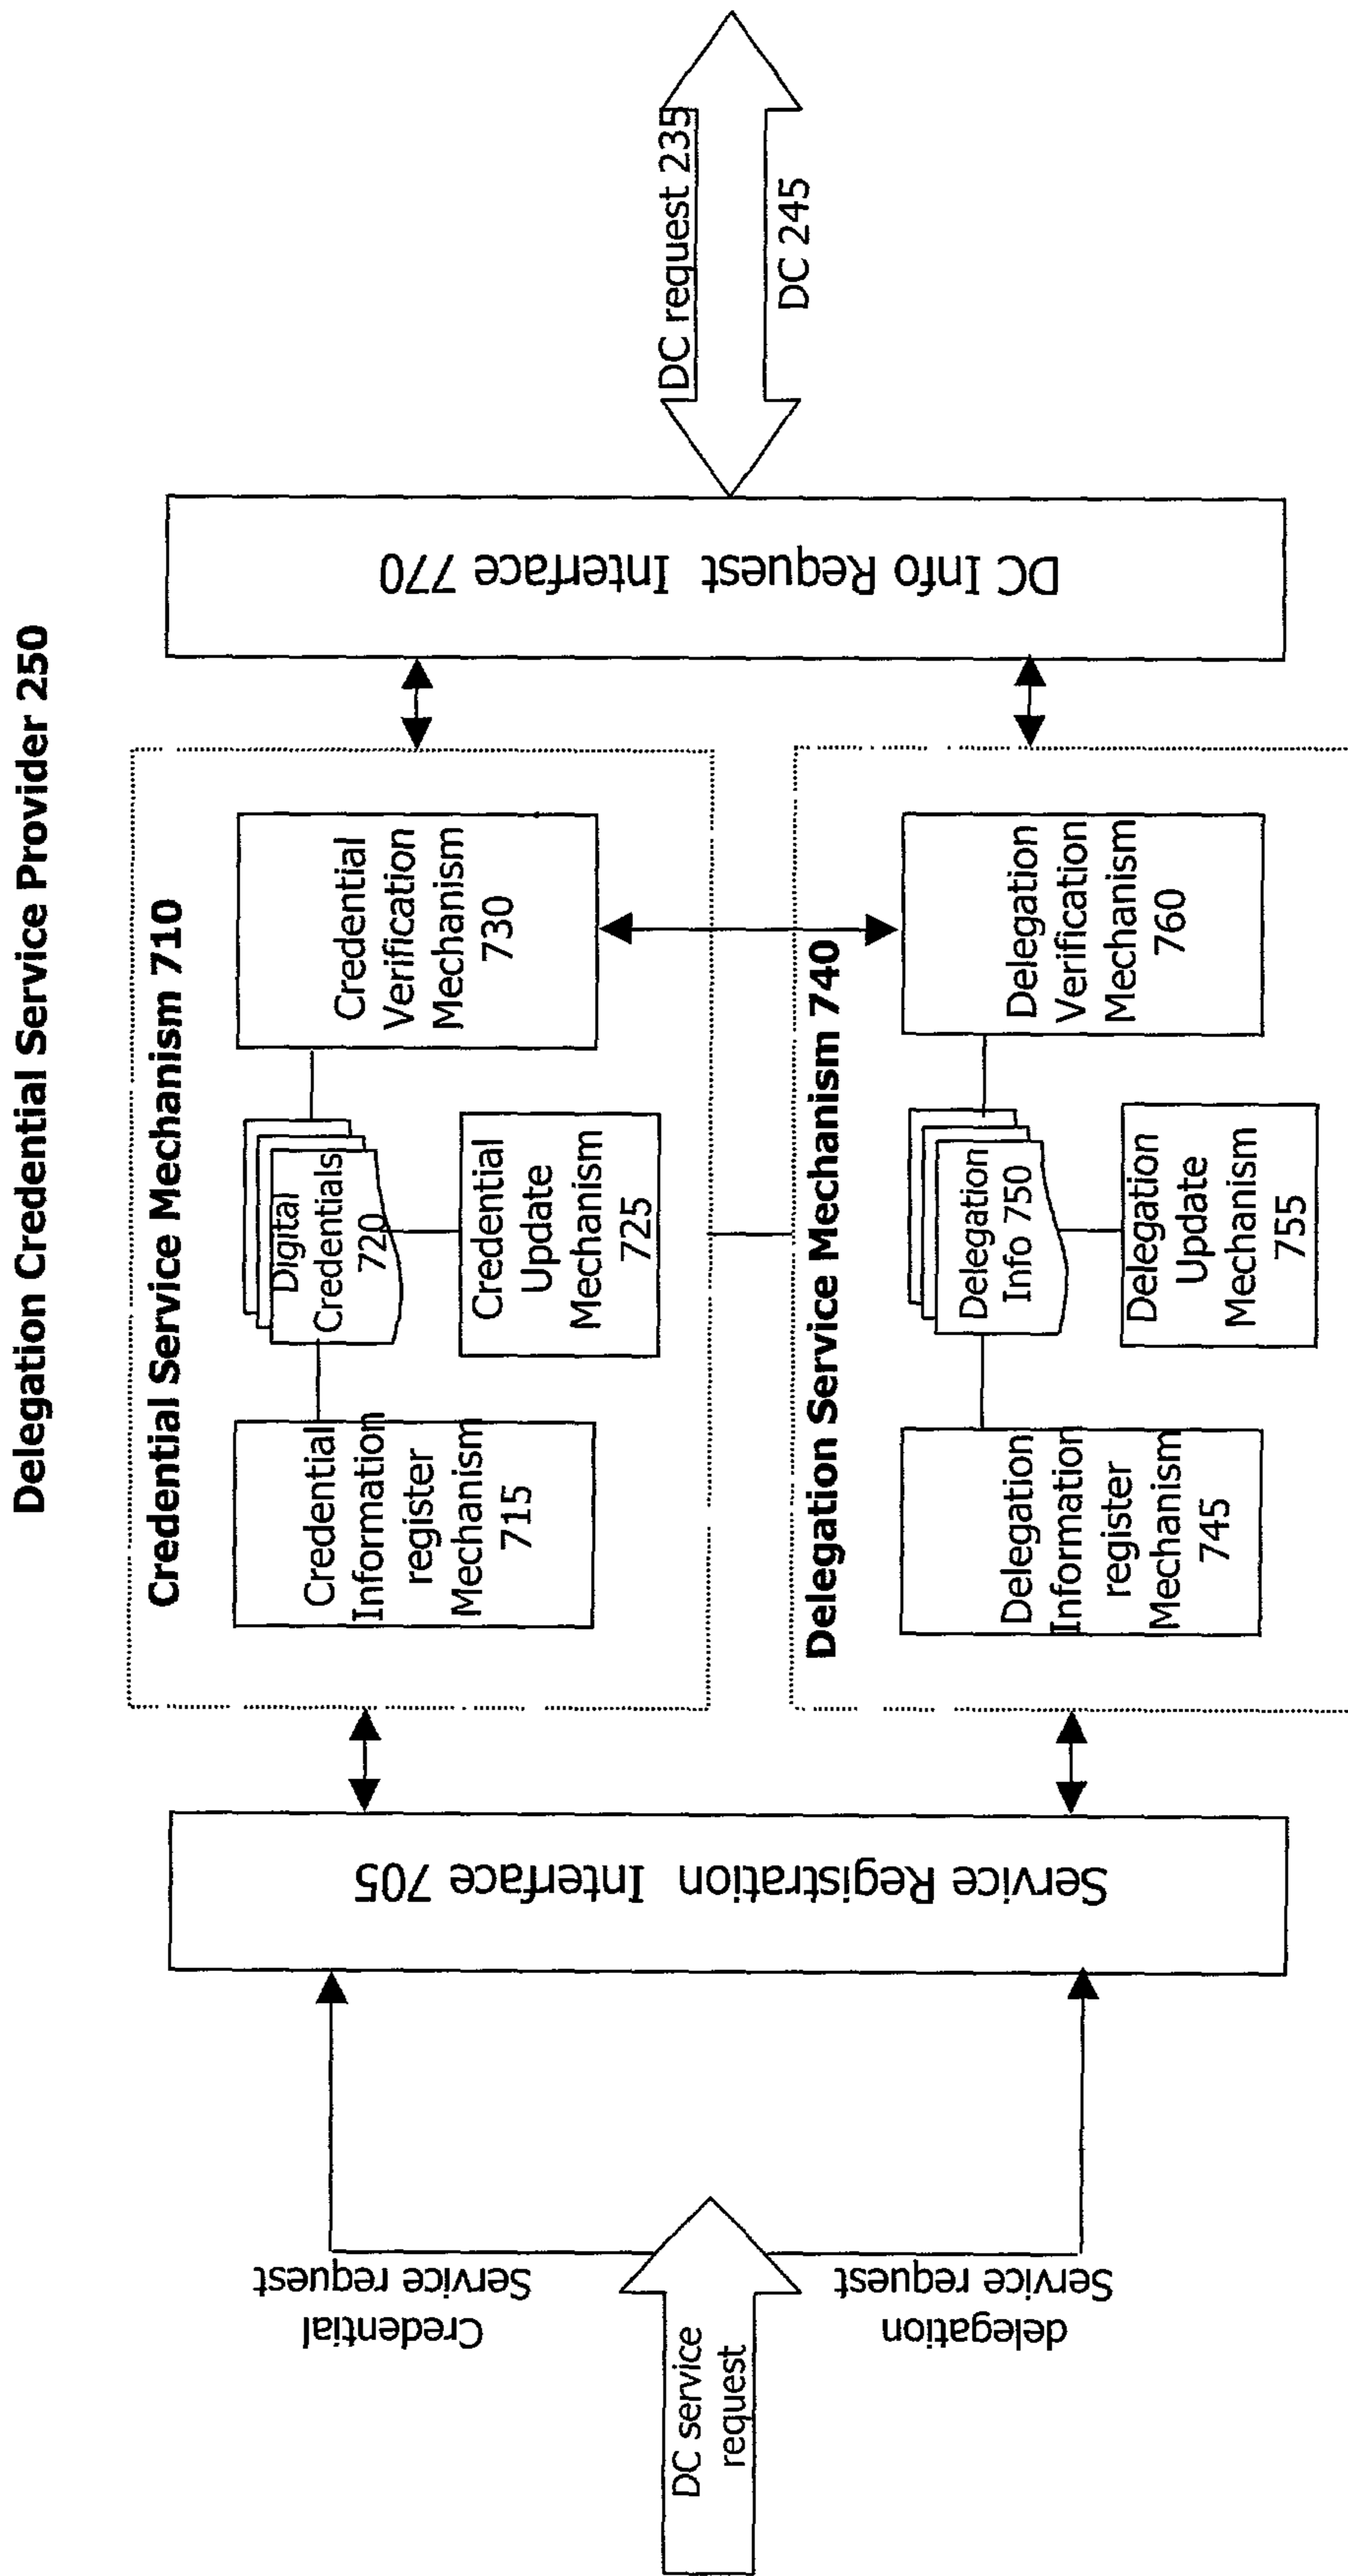 Delegation Credential Service Provider 250
Credential Service Mechanism 710
Credential
Information
register
Mechanism
715
Digital
Credentials
720
Credential
Update
Mechanism
725
Credential
Verification
Mechanism
730
Delegation Service Mechanism 740
Delegation
Information
register
Mechanism
745
Delegation
Info 750
Delegation
Update
Mechanism
755
Delegation
Verification
Mechanism
760
DC service
request
Credential
Service request
delegation
Service request
Service Registration Interface 705
DC Info Request Interface 770
DC request 235
DC 245